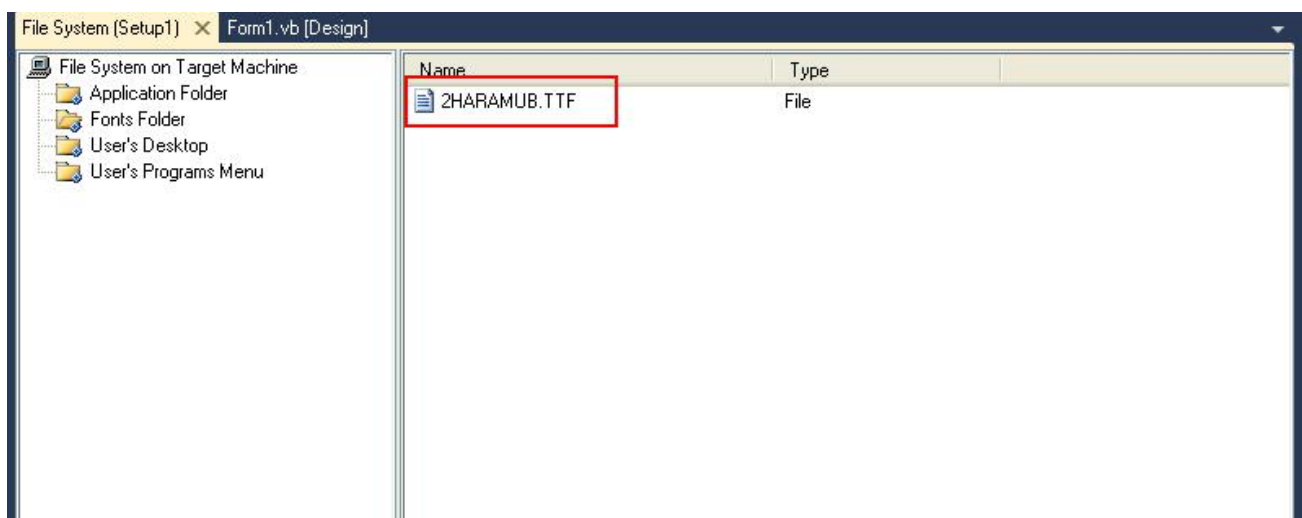 File System (Setup1) Form1.vb [Design]
File System on Target Machine
Application Folder
Fonts Folder
User's Desktop
User's Programs Menu
Name Type
2HARAMUB.TTF File